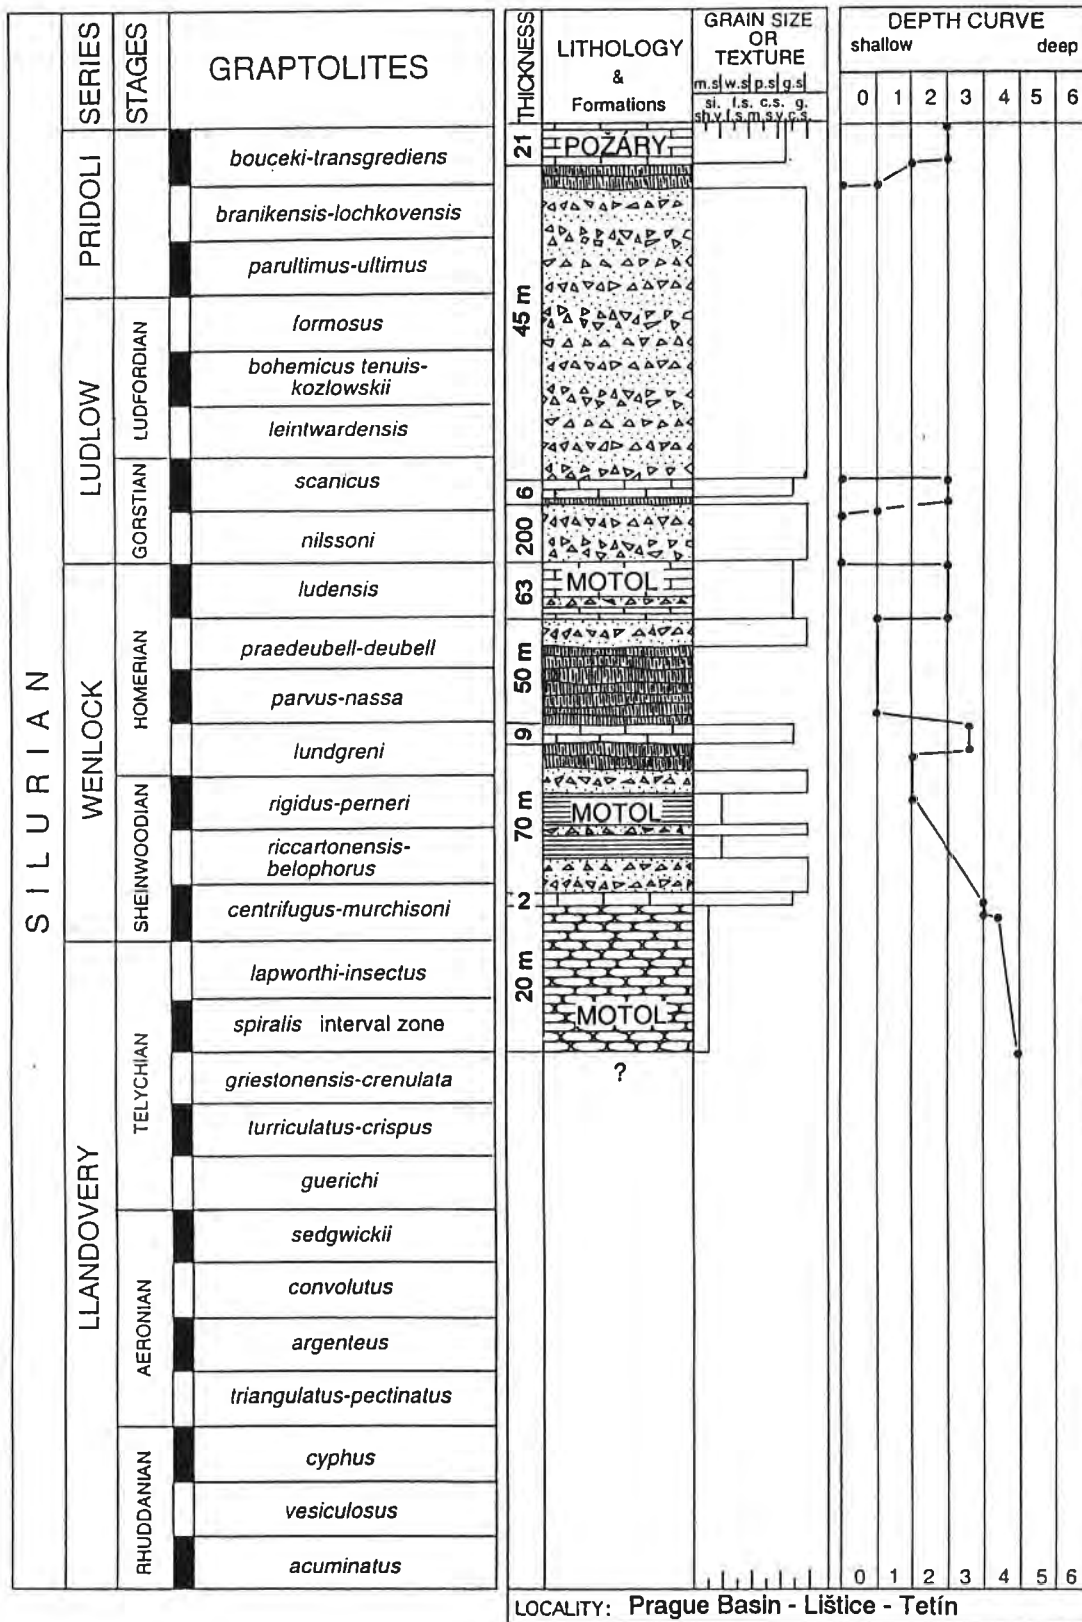 SERIES
STAGES
GRAPTOLITES
THICKNESS
LITHOLOGY
&
Formations
GRAIN SIZE
OR
TEXTURE
m.s w.s p.s g.s
si. f.s. c.s. g.
sh.v.f.s.m.s.v.c.s.
DEPTH CURVE
shallow deep
0 1 2 3 4 5 6
SILURIAN
PRIDOLI
bouceki-transgrediens
branikensis-lochkovensis
parultimus-ultimus
LUDLOW
LUDFORDIAN
formosus
bohemicus tenuis-
kozlowskii
leintwardensis
GORSTIAN
scanicus
nilssoni
WENLOCK
HOMERIAN
ludensis
praedeubell-deubell
parvus-nassa
lundgreni
SHEINWOODIAN
rigidus-perneri
riccartonensis-
belophorus
centrifugus-murchisoni
LLANDOVERY
TELYCHIAN
lapworthi-insectus
spiralis interval zone
griestonensis-crenulata
turriculatus-crispus
guerichi
AERONIAN
sedgwickii
convolutus
argenteus
triangulatus-pectinatus
RHUDDANIAN
cyphus
vesiculosus
acuminatus
21
POŽÁRY
45 m
6
200
63
MOTOL
50 m
9
70 m
MOTOL
2
20 m
MOTOL
?
0 1 2 3 4 5 6
LOCALITY: Prague Basin - Lištice - Tetín